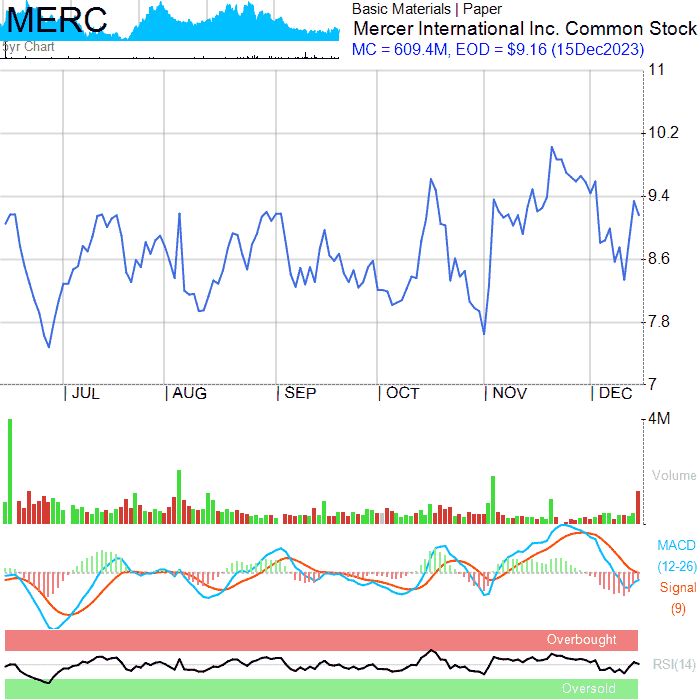 MERC
5yr Chart
Basic Materials | Paper
Mercer International Inc. Common Stock
MC = 609.4M, EOD = $9.16 (15Dec2023)
11
10.2
9.4
8.6
7.8
7
| JUL | AUG | SEP | OCT | NOV | DEC
4M
Volume
MACD
(12-26)
Signal
(9)
Overbought
RSI(14)
Oversold